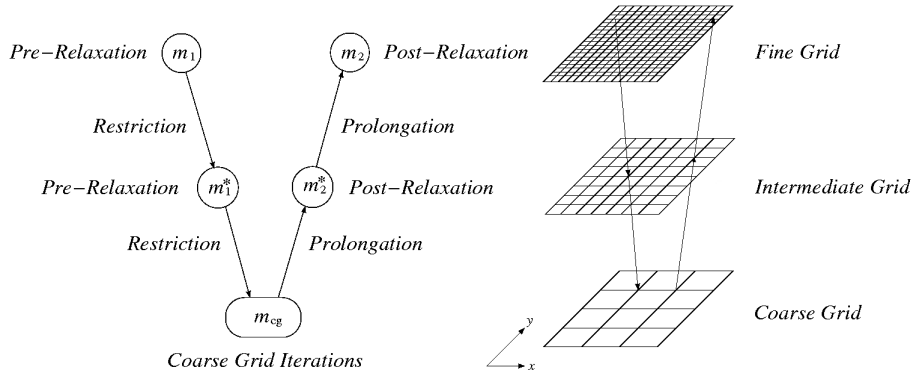 Pre−Relaxation m₁ m₂ Post−Relaxation Fine Grid
Restriction Prolongation
Pre−Relaxation m₁* m₂* Post−Relaxation Intermediate Grid
Restriction Prolongation
m_cg Coarse Grid
y
x
Coarse Grid Iterations